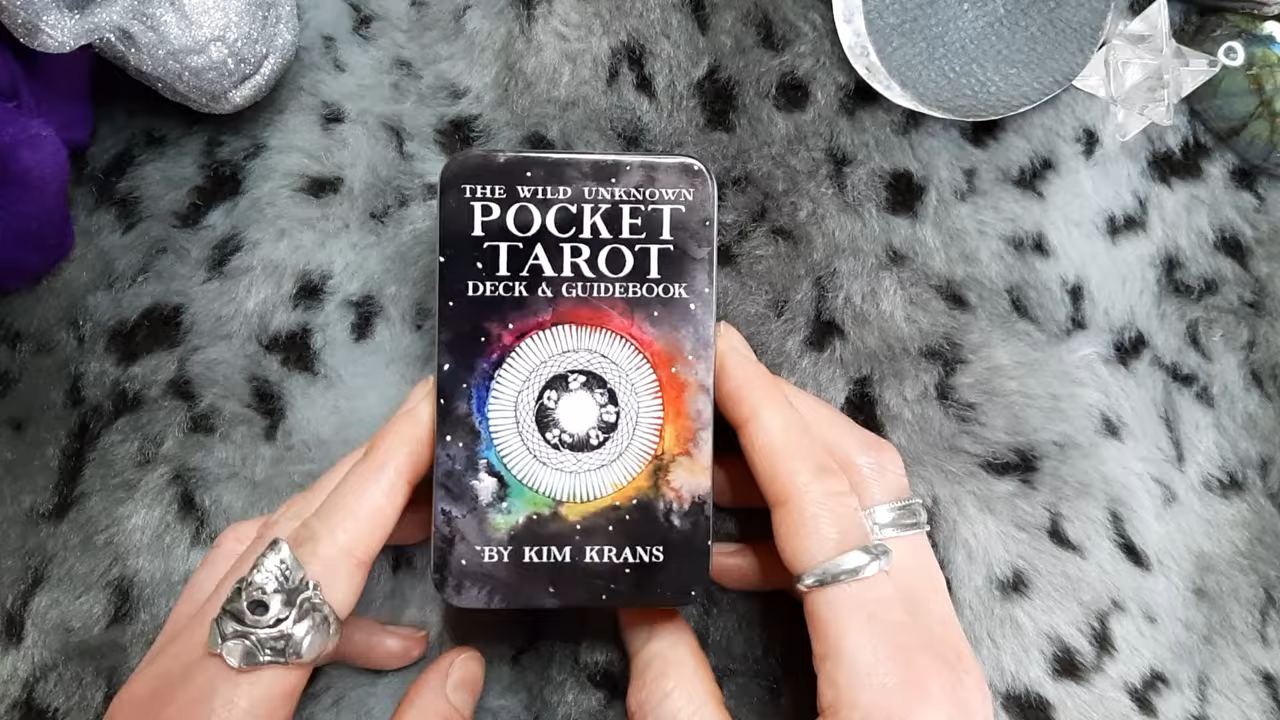 THE WILD UNKNOWN
POCKET
TAROT
DECK & GUIDEBOOK
BY KIM KRANS